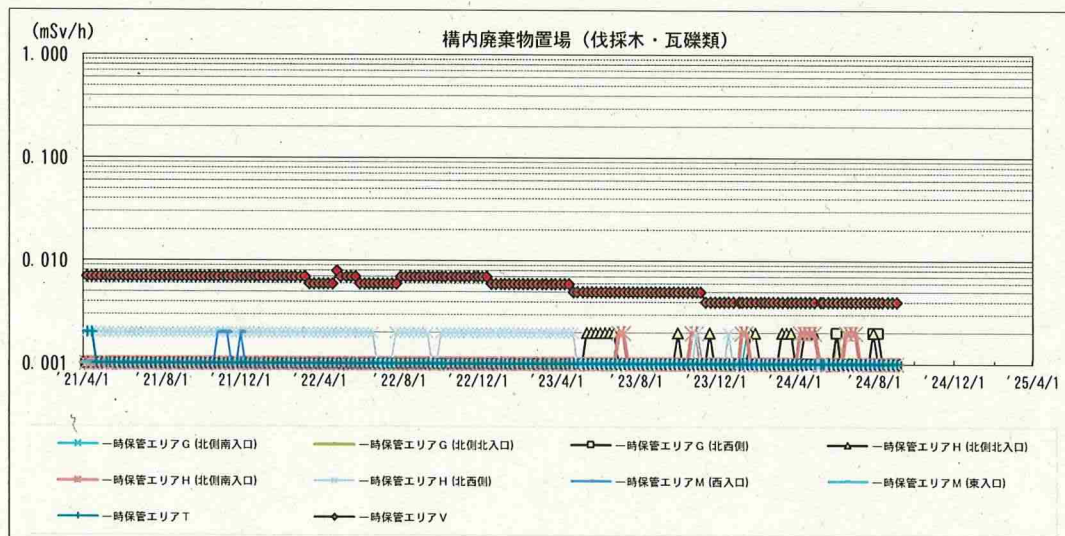 (mSv/h)
構内廃棄物置場（伐採木・瓦礫類）
1.000
0.100
0.010
0.001
'21/4/1 '21/8/1 '21/12/1 '22/4/1 '22/8/1 '22/12/1 '23/4/1 '23/8/1 '23/12/1 '24/4/1 '24/8/1 '24/12/1 '25/4/1
一時保管エリアG（北側南入口） 一時保管エリアG（北側北入口） 一時保管エリアG（北西側） 一時保管エリアH（北側北入口）
一時保管エリアH（北側南入口） 一時保管エリアH（北西側） 一時保管エリアM（西入口） 一時保管エリアM（東入口）
一時保管エリアT 一時保管エリアV